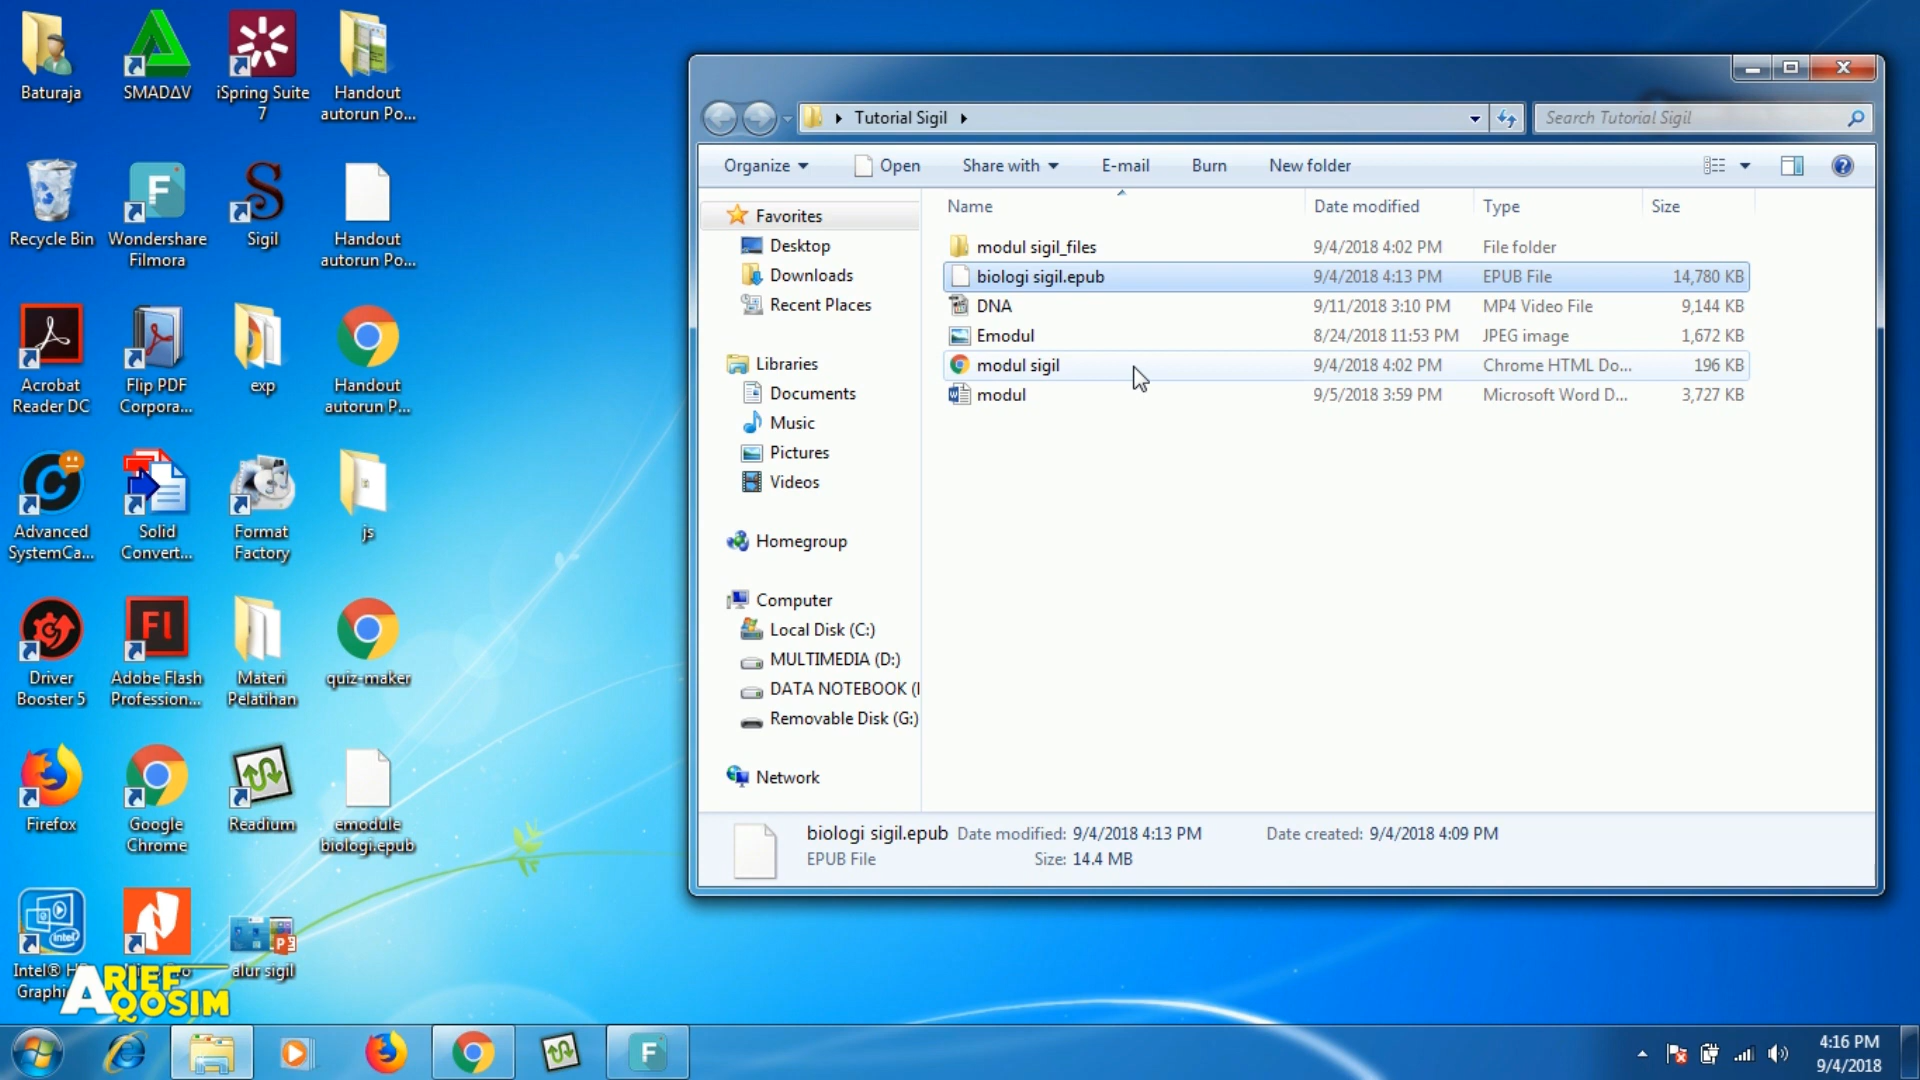 Baturaja
SMADΔV
iSpring Suite
7
Handout
autorun Po...
Recycle Bin
Wondershare
Filmora
Sigil
Handout
autorun Po...
Acrobat
Reader DC
Flip PDF
Corpora...
exp
Handout
autorun P...
Advanced
SystemCa...
Solid
Convert...
Format
Factory
js
Driver
Booster 5
Adobe Flash
Profession...
Materi
Pelatihan
quiz-maker
Firefox
Google
Chrome
Readium
emodule
biologi.epub
Intel® H
Graphi
alur sigil
ARIEF
QOSIM
Tutorial Sigil
Search Tutorial Sigil
Organize
Open
Share with
E-mail
Burn
New folder
Favorites
Desktop
Downloads
Recent Places
Libraries
Documents
Music
Pictures
Videos
Homegroup
Computer
Local Disk (C:)
MULTIMEDIA (D:)
DATA NOTEBOOK (
Removable Disk (G:)
Network
Name Date modified Type Size
modul sigil_files 9/4/2018 4:02 PM File folder
biologi sigil.epub 9/4/2018 4:13 PM EPUB File 14,780 KB
DNA 9/11/2018 3:10 PM MP4 Video File 9,144 KB
Emodul 8/24/2018 11:53 PM JPEG image 1,672 KB
modul sigil 9/4/2018 4:02 PM Chrome HTML Do... 196 KB
modul 9/5/2018 3:59 PM Microsoft Word D... 3,727 KB
biologi sigil.epub Date modified: 9/4/2018 4:13 PM Date created: 9/4/2018 4:09 PM
EPUB File Size: 14.4 MB
4:16 PM
9/4/2018